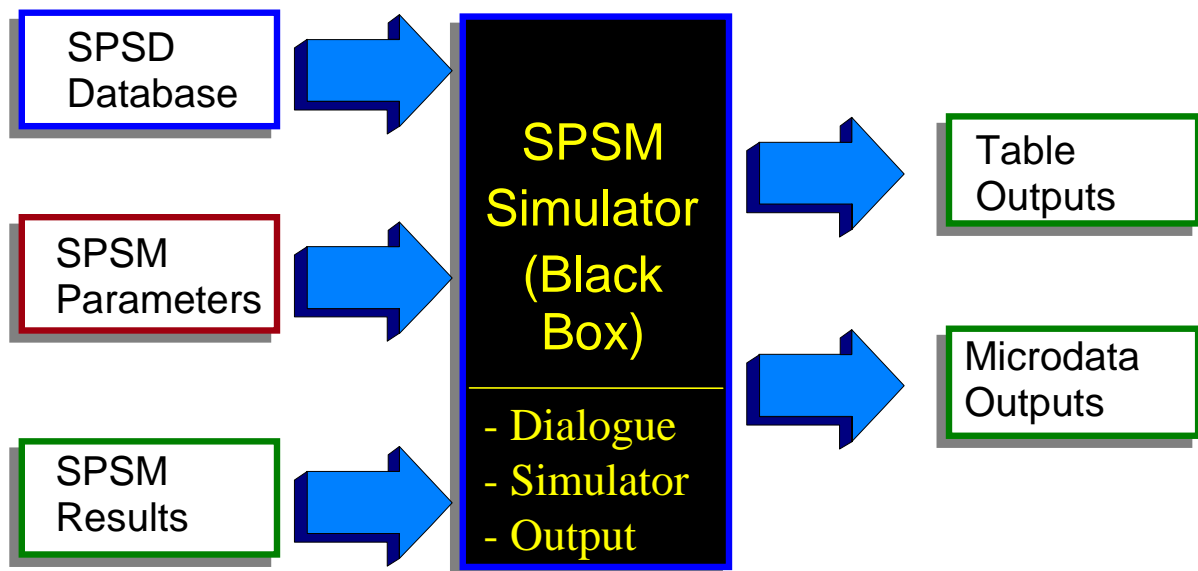 SPSD
Database
SPSM
Parameters
SPSM
Results
SPSM
Simulator
(Black
Box)
- Dialogue
- Simulator
- Output
Table
Outputs
Microdata
Outputs